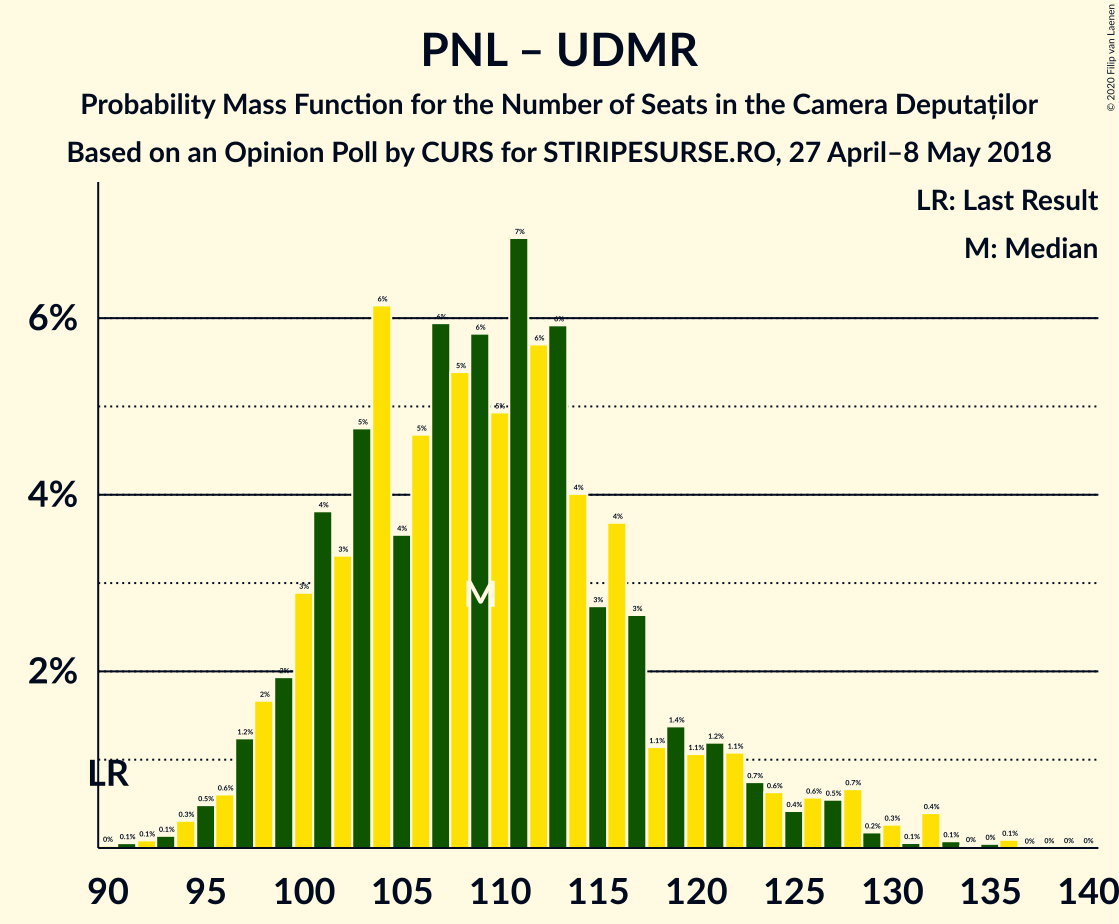 © 2020 Filip van Laenen
PNL – UDMR
Probability Mass Function for the Number of Seats in the Camera Deputaților
Based on an Opinion Poll by CURS for STIRIPESURSE.RO, 27 April–8 May 2018
LR: Last Result
M: Median
6%
4%
2%
0% 0.1% 0.1% 0.1% 0.3% 0.5% 0.6% 1.2% 2% 2% 3% 4% 3% 5% 6% 4% 5% 6% 5% 6% 5% 7% 6% 6% 4% 3% 4% 3% 1.1% 1.4% 1.1% 1.2% 1.1% 0.7% 0.6% 0.4% 0.6% 0.5% 0.7% 0.2% 0.3% 0.1% 0.4% 0.1% 0% 0% 0.1% 0% 0% 0% 0%
M
LR
90 95 100 105 110 115 120 125 130 135 140